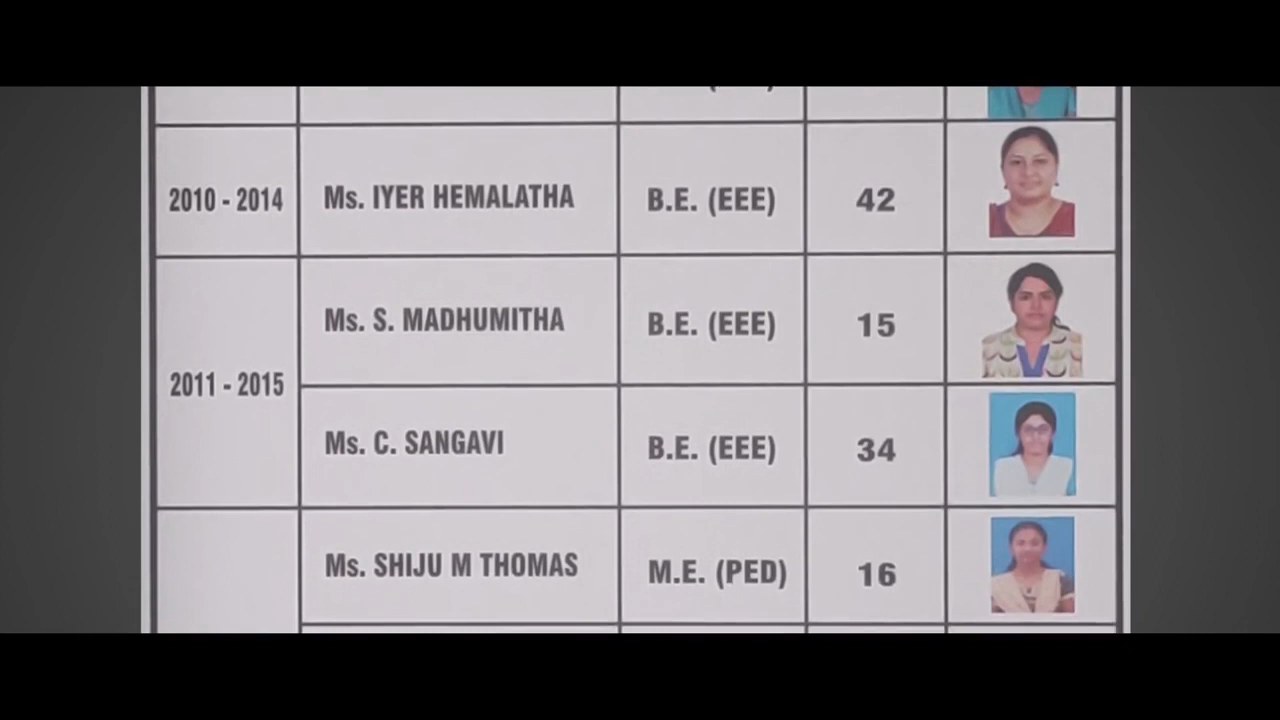 2010 - 2014 Ms. IYER HEMALATHA B.E. (EEE) 42
Ms. S. MADHUMITHA B.E. (EEE) 15
2011 - 2015
Ms. C. SANGAVI B.E. (EEE) 34
Ms. SHIJU M THOMAS M.E. (PED) 16